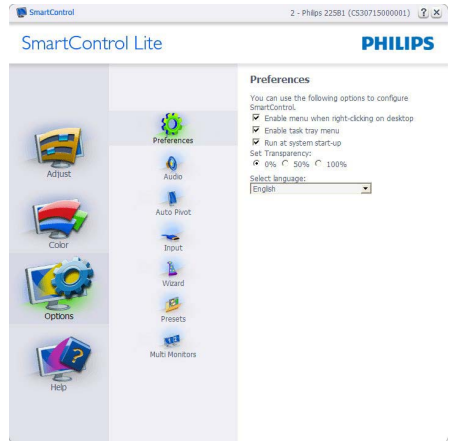 SmartControl
2 - Philips 225B1 (CS30715000001)
? X
SmartControl Lite
PHILIPS
Adjust
Color
Options
Help
Preferences
Audio
Auto Pivot
Input
Wizard
Presets
Multi Monitors
Preferences
You can use the following options to configure
SmartControl.
Enable menu when right-clicking on desktop
Enable task tray menu
Run at system start-up
Set Transparency:
0% 50% 100%
Select language:
English